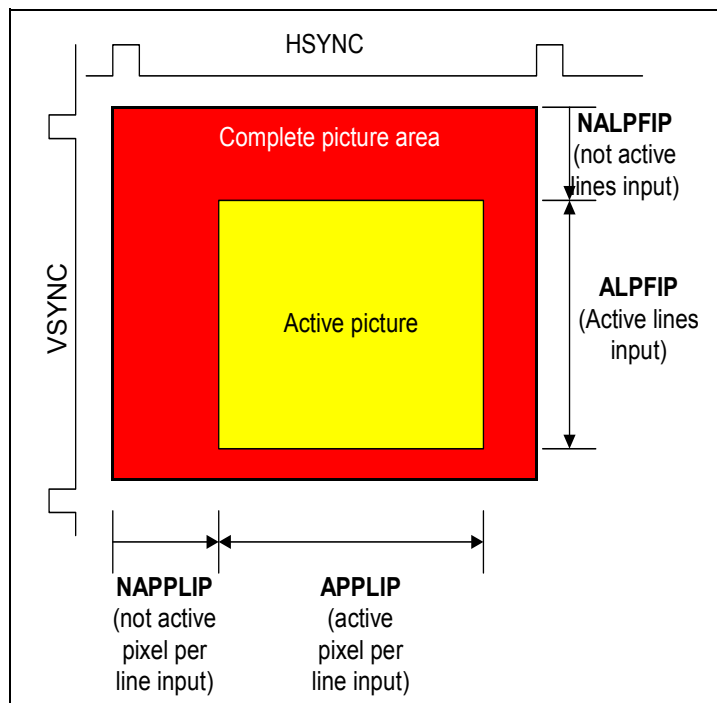 HSYNC
Complete picture area
NALPFIP
(not active
lines input)
VSYNC
Active picture
ALPFIP
(Active lines
input)
NAPPLIP
(not active
pixel per
line input)
APPLIP
(active
pixel per
line input)